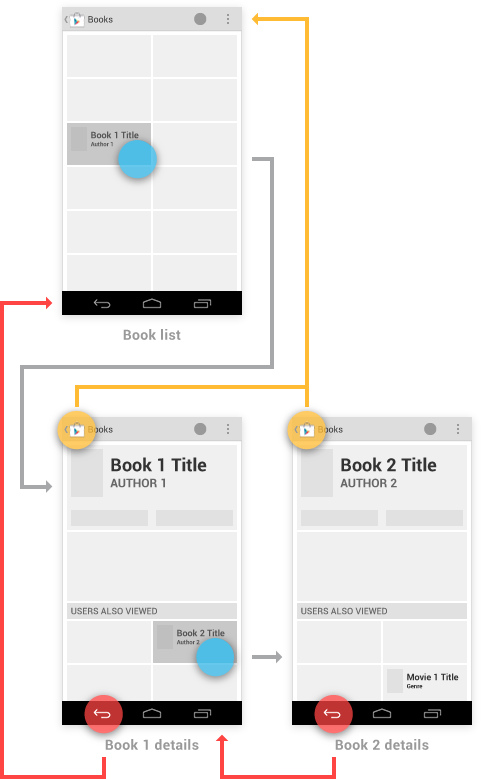 Books
Book 1 Title
Author 1
Book list
Books
Book 1 Title
AUTHOR 1
USERS ALSO VIEWED
Book 2 Title
Author 2
Book 1 details
Books
Book 2 Title
AUTHOR 2
USERS ALSO VIEWED
Movie 1 Title
Genre
Book 2 details